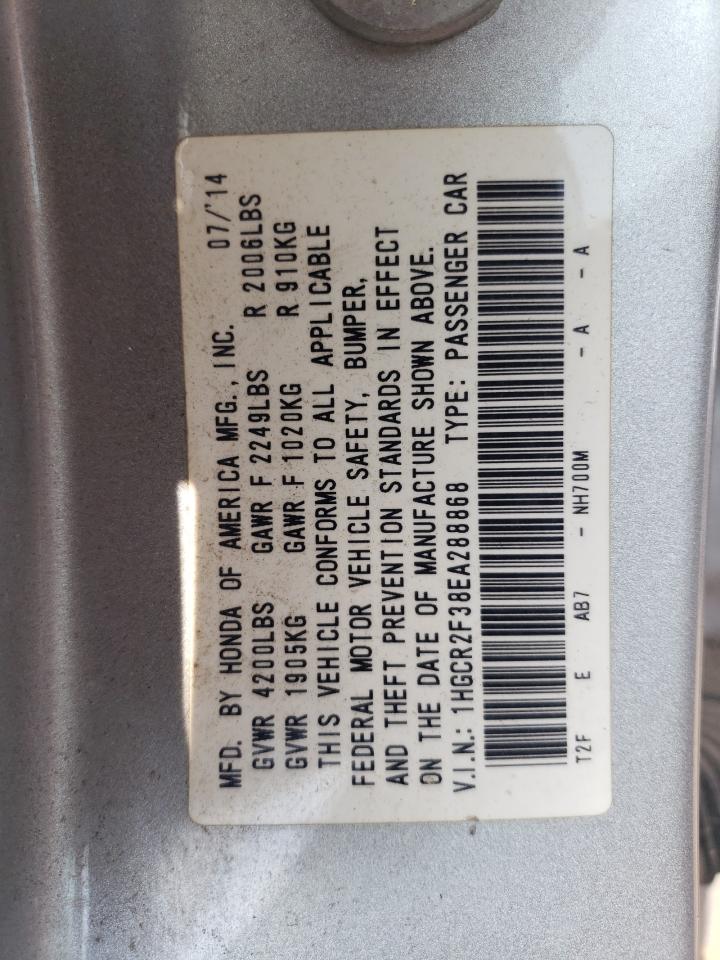 MFD. BY HONDA OF AMERICA MFG., INC. 07/'14
GVWR 4200LBS GAWR F 2249LBS R 2006LBS
GVWR 1905KG GAWR F 1020KG R 910KG
THIS VEHICLE CONFORMS TO ALL APPLICABLE
FEDERAL MOTOR VEHICLE SAFETY, BUMPER,
AND THEFT PREVENTION STANDARDS IN EFFECT
ON THE DATE OF MANUFACTURE SHOWN ABOVE.
V.I.N.: 1HGCR2F38EA288868 TYPE: PASSENGER CAR
T2F E AB7 - NH700M - A - A